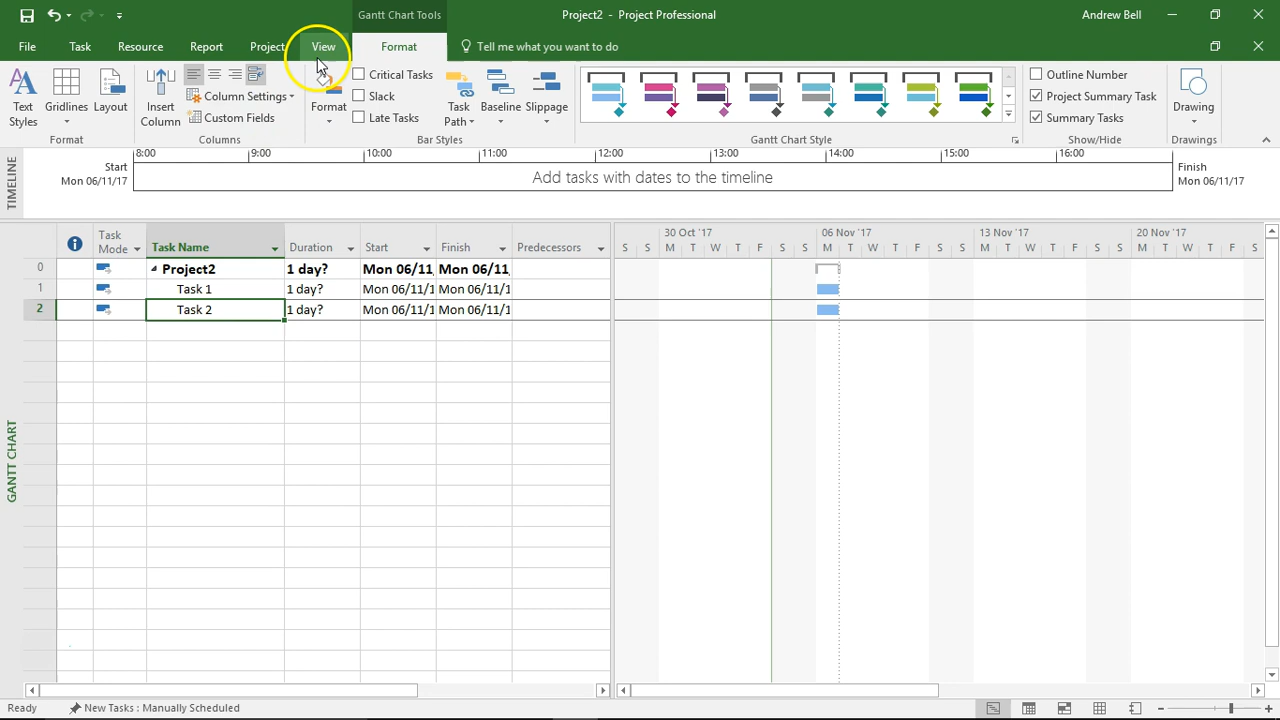 Gantt Chart Tools Project2 - Project Professional Andrew Bell
File Task Resource Report Project View Format Tell me what you want to do
Text Styles Gridlines Layout Insert Column Column Settings Custom Fields Format Critical Tasks Slack Late Tasks Task Path Baseline Slippage Outline Number Project Summary Task Summary Tasks Drawing
Format Columns Bar Styles Gantt Chart Style Show/Hide Drawings
8:00 9:00 10:00 11:00 12:00 13:00 14:00 15:00 16:00
TIMELINE
Start
Mon 06/11/17
Add tasks with dates to the timeline
Finish
Mon 06/11/17
30 Oct '17 06 Nov '17 13 Nov '17 20 Nov '17
Task Mode Task Name Duration Start Finish Predecessors
S S M T W T F S S M T W T F S S M T W T F S S M T W T F S
0 Project2 1 day? Mon 06/11, Mon 06/11,
1 Task 1 1 day? Mon 06/11/1 Mon 06/11/1
2 Task 2 1 day? Mon 06/11/1 Mon 06/11/1
GANTT CHART
Ready New Tasks : Manually Scheduled